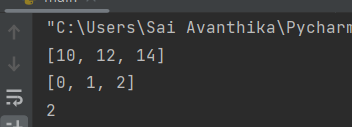 "C:\Users\Sai Avanthika\Pycharm
[10, 12, 14]
[0, 1, 2]
2